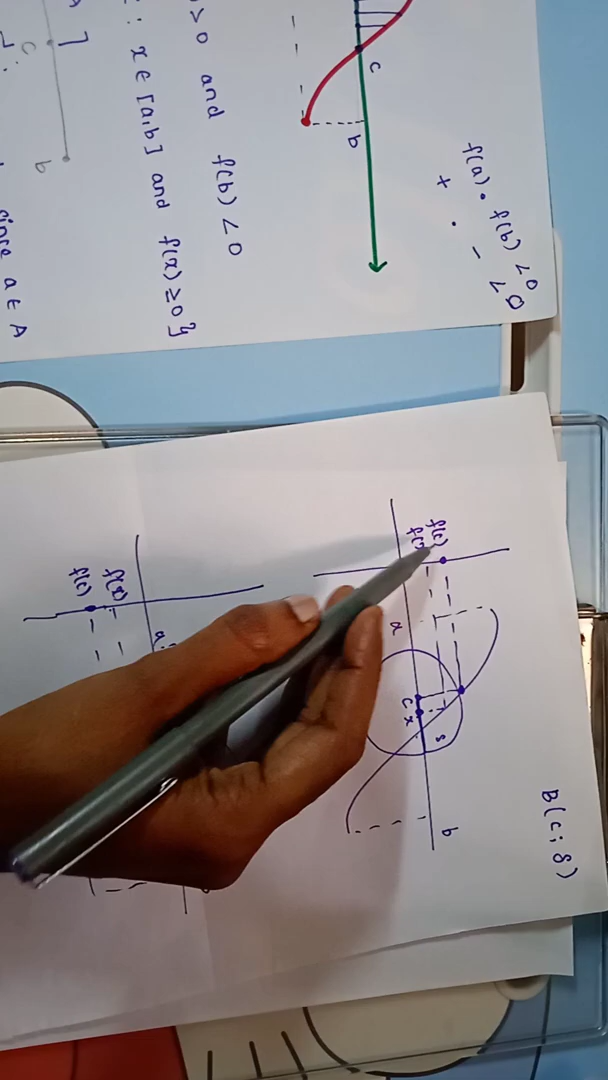 f(a) . f(b) < 0
+ . - < 0
c
b
> 0 and f(b) < 0
: x ∈ [a,b] and f(x) ≥ 0}
]
c
b
since a ∈ A
B(c; δ)
f(c)
a
c x
δ
b
f(x)
f(c)
a